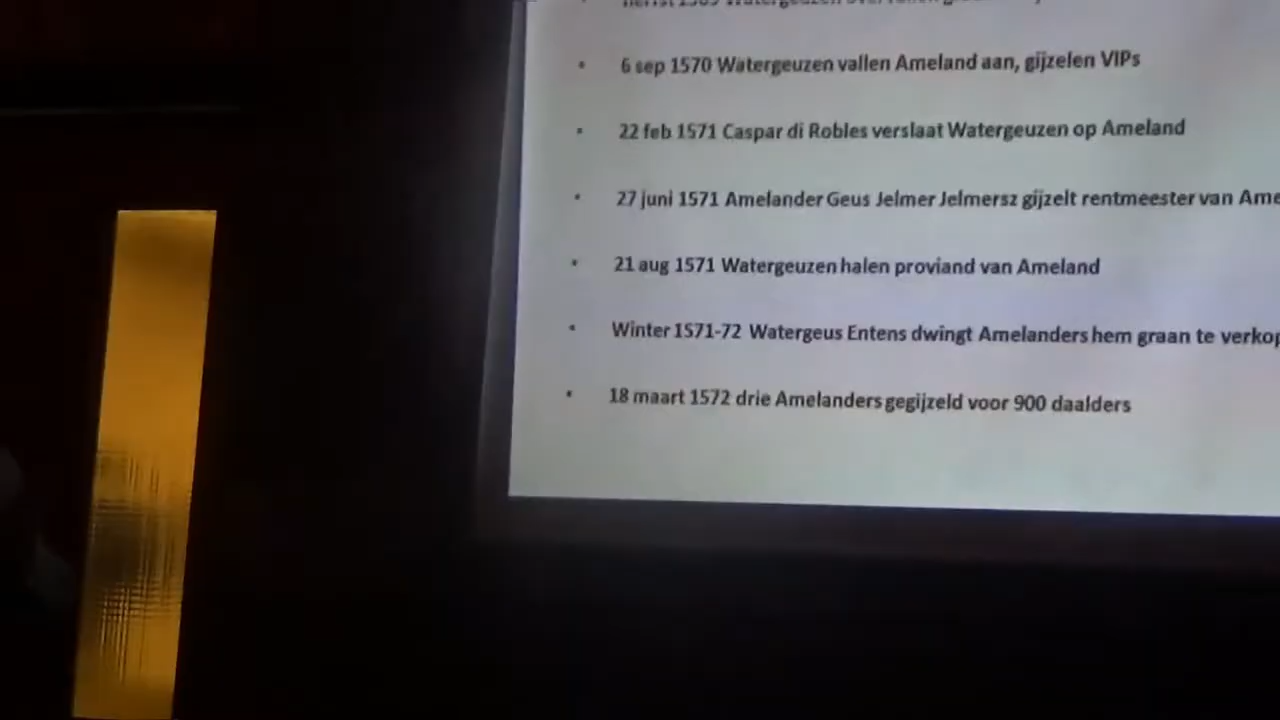 6 sep 1570 Watergeuzen vallen Ameland aan, gijzelen VIPs
22 feb 1571 Caspar di Robles verslaat Watergeuzen op Ameland
27 juni 1571 Amelander Geus Jelmer Jelmersz gijzelt rentmeester van Ame
21 aug 1571 Watergeuzen halen proviand van Ameland
Winter 1571-72 Watergeus Entens dwingt Amelanders hem graan te verkop
18 maart 1572 drie Amelanders gegijzeld voor 900 daalders